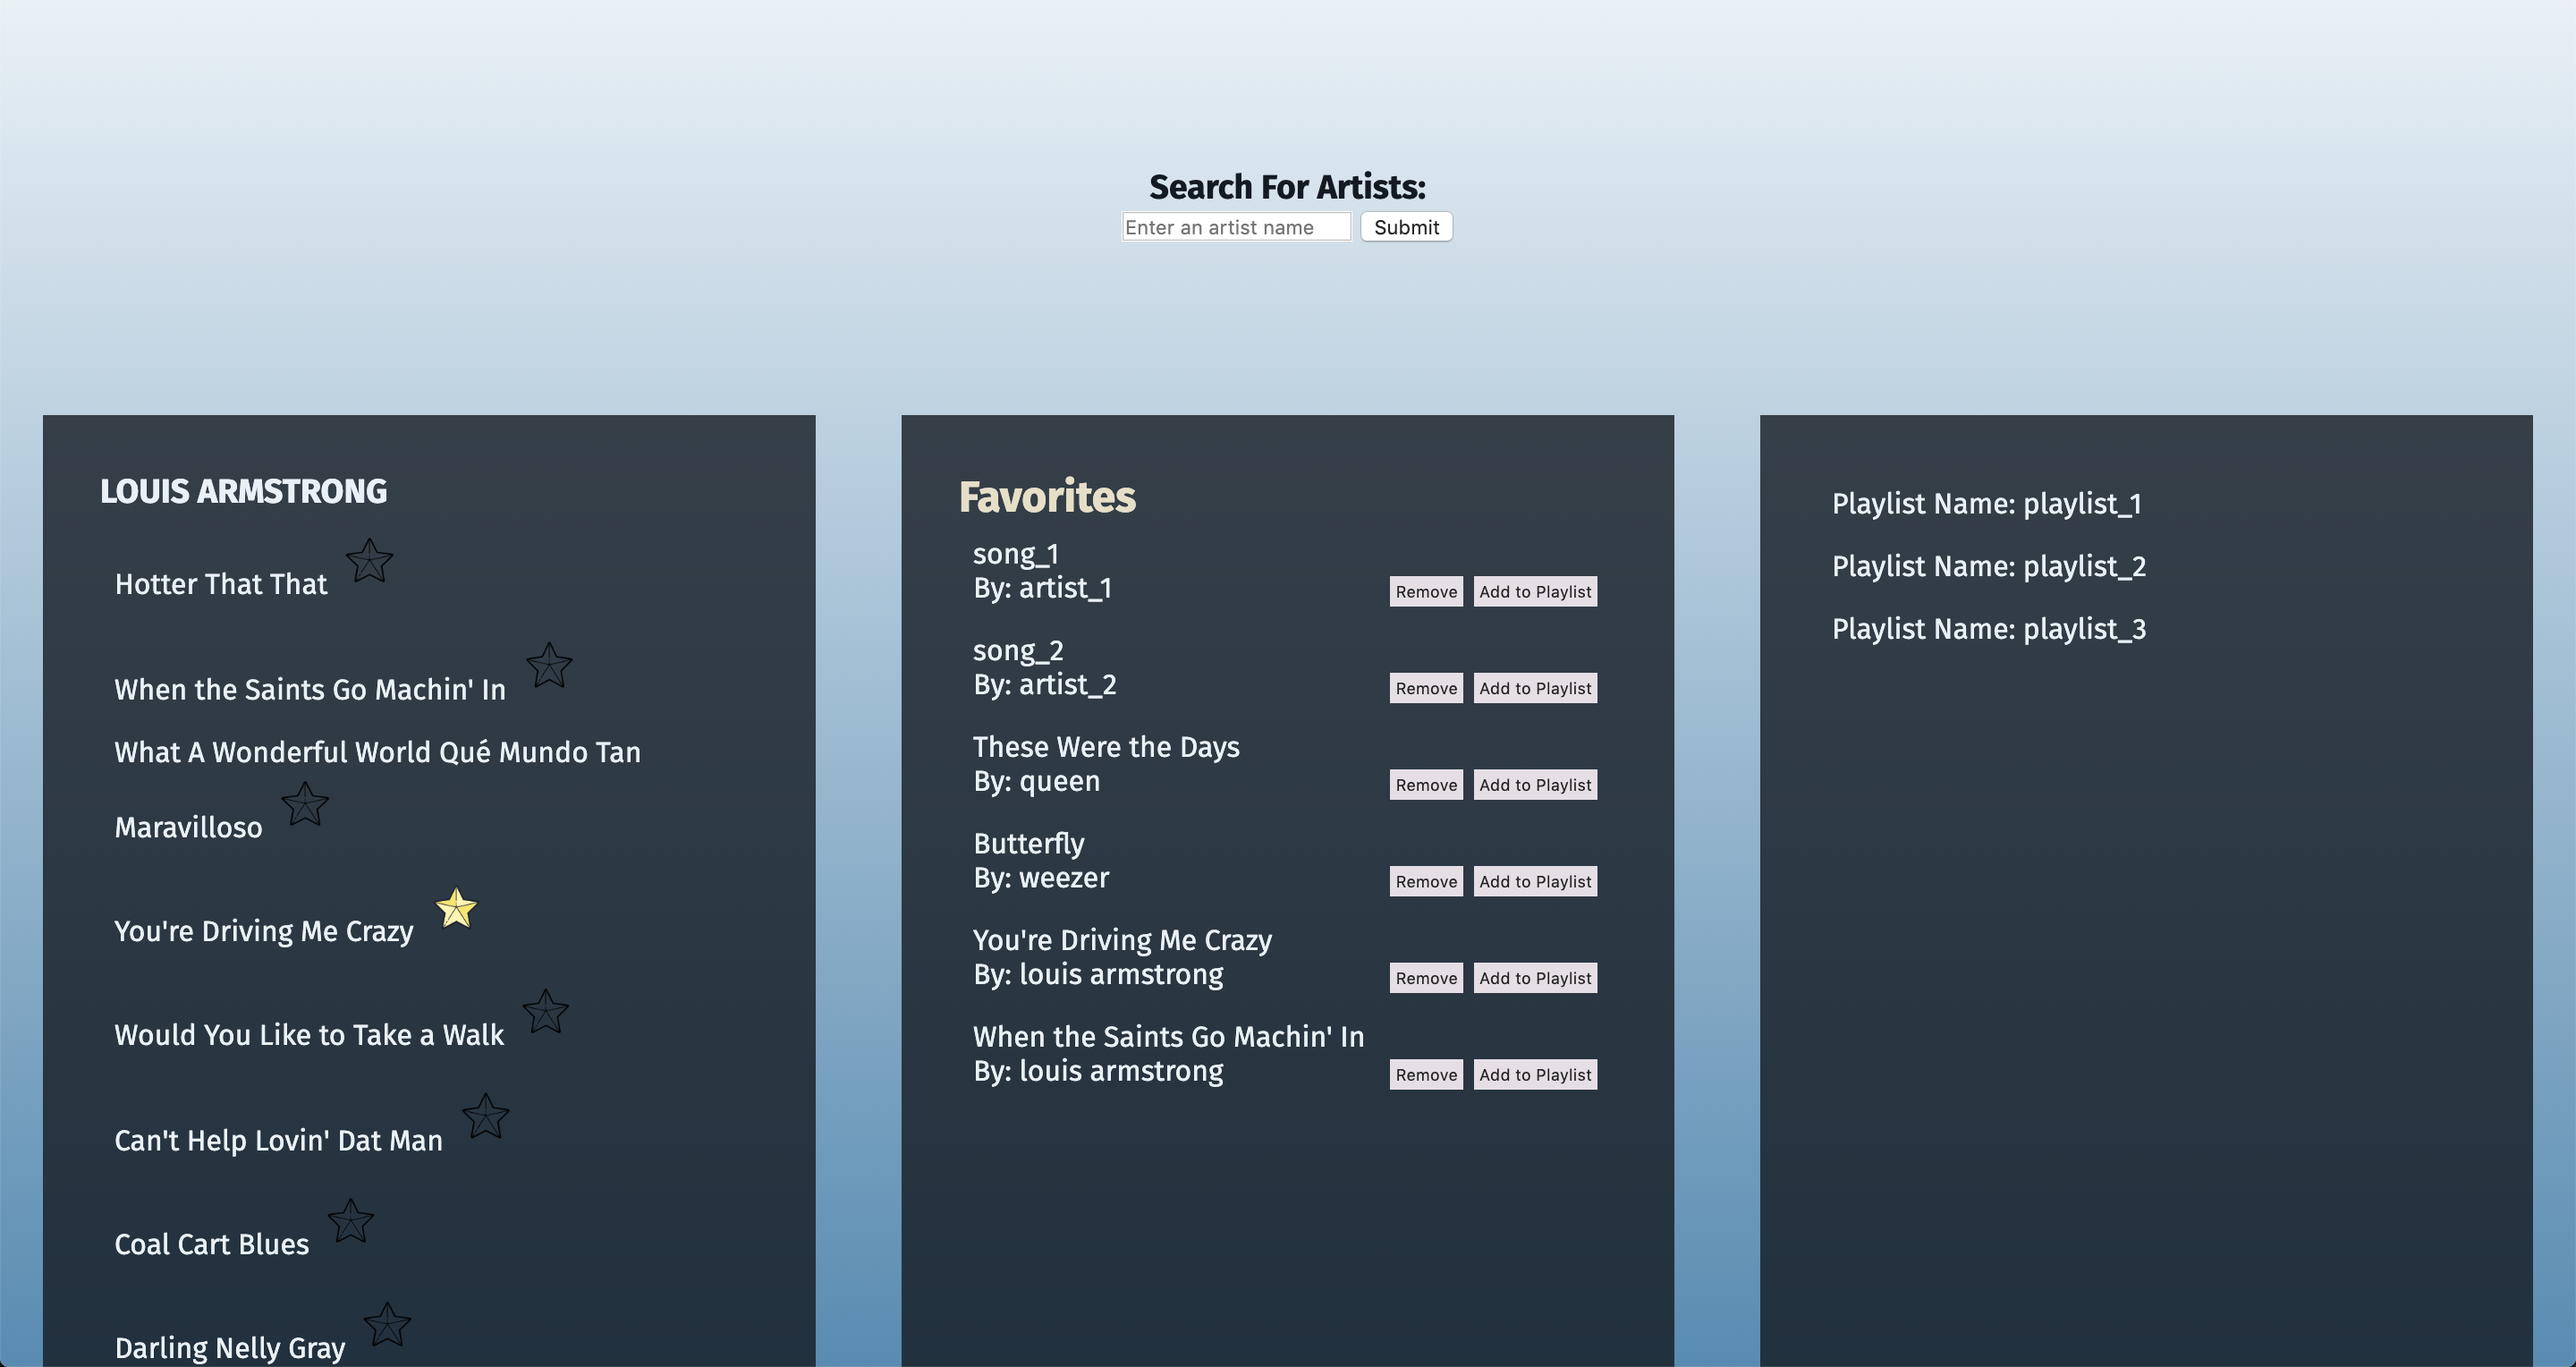 Search For Artists:
Enter an artist name Submit
LOUIS ARMSTRONG
Hotter That That
When the Saints Go Machin' In
What A Wonderful World Qué Mundo Tan
Maravilloso
You're Driving Me Crazy
Would You Like to Take a Walk
Can't Help Lovin' Dat Man
Coal Cart Blues
Darling Nelly Gray
Favorites
song_1
By: artist_1 Remove Add to Playlist
song_2
By: artist_2 Remove Add to Playlist
These Were the Days
By: queen Remove Add to Playlist
Butterfly
By: weezer Remove Add to Playlist
You're Driving Me Crazy
By: louis armstrong Remove Add to Playlist
When the Saints Go Machin' In
By: louis armstrong Remove Add to Playlist
Playlist Name: playlist_1
Playlist Name: playlist_2
Playlist Name: playlist_3